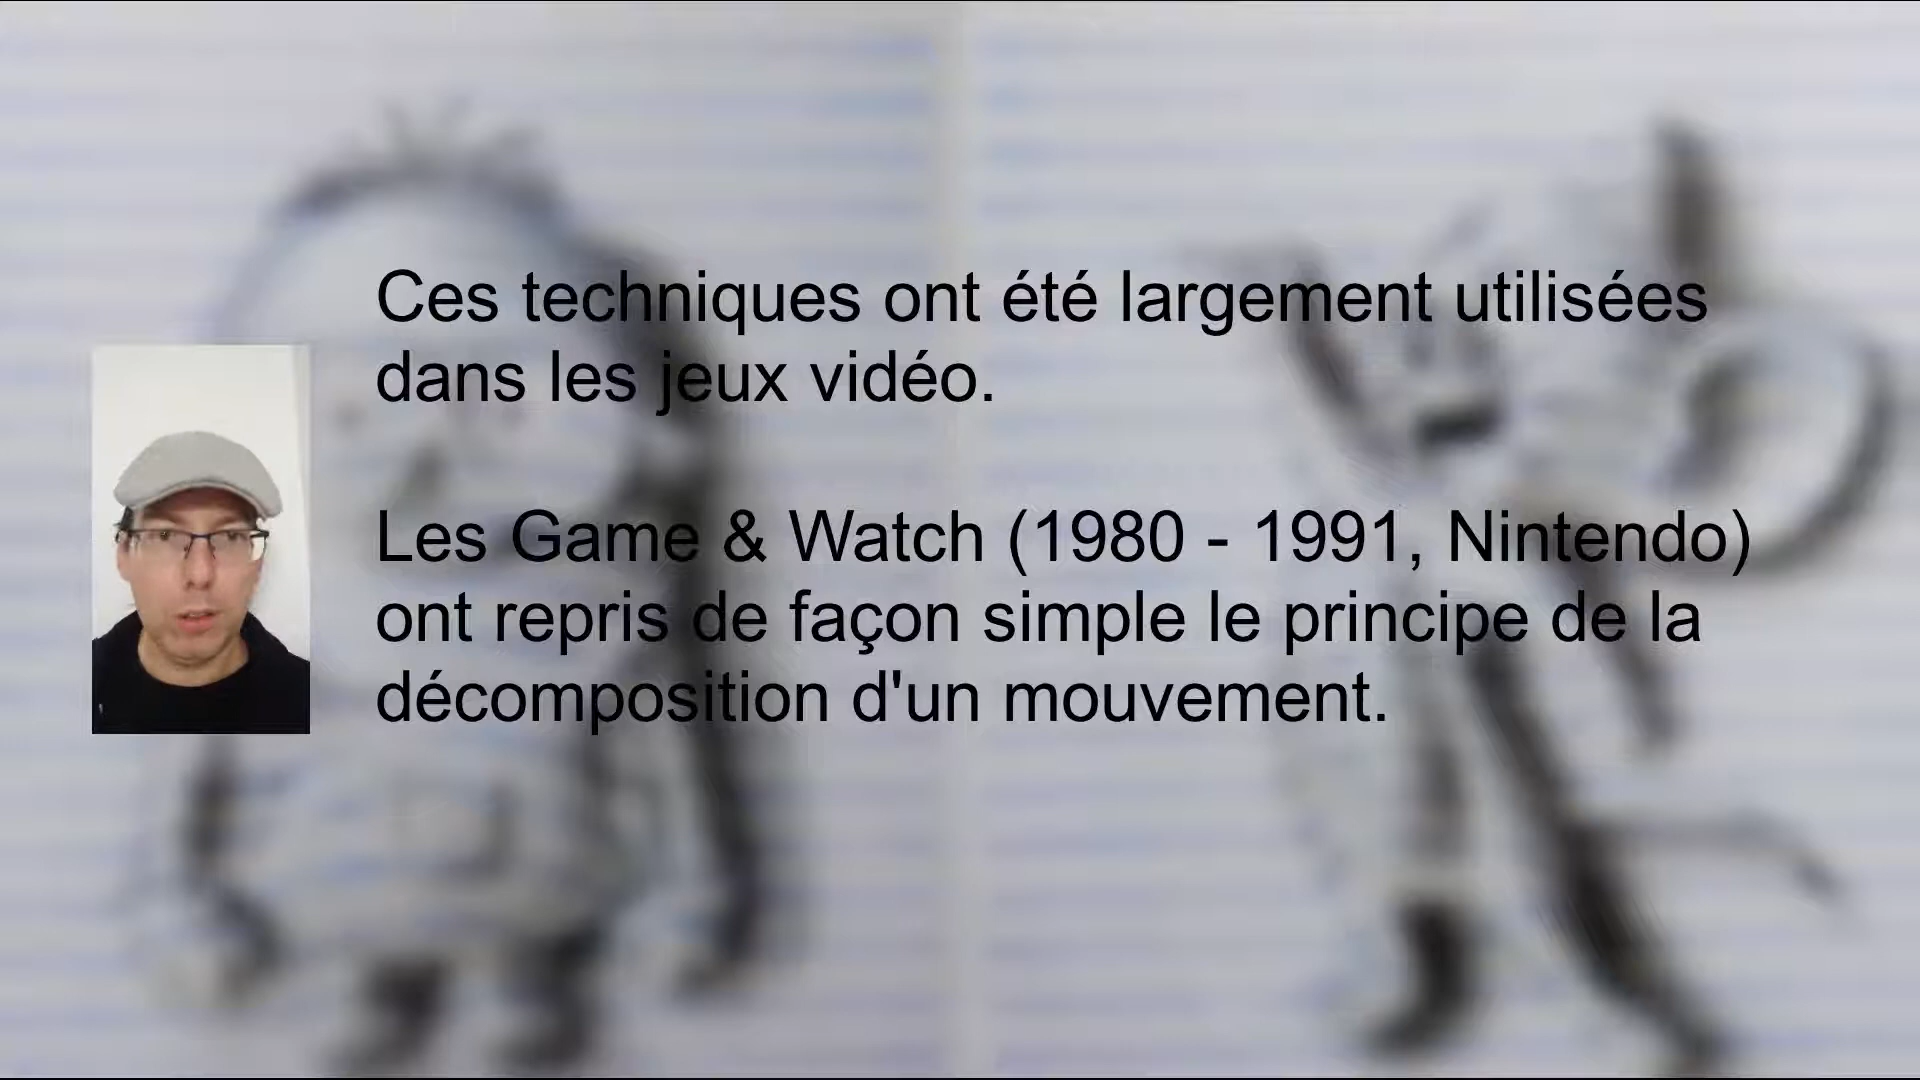 Ces techniques ont été largement utilisées
dans les jeux vidéo.
Les Game & Watch (1980 - 1991, Nintendo)
ont repris de façon simple le principe de la
décomposition d'un mouvement.